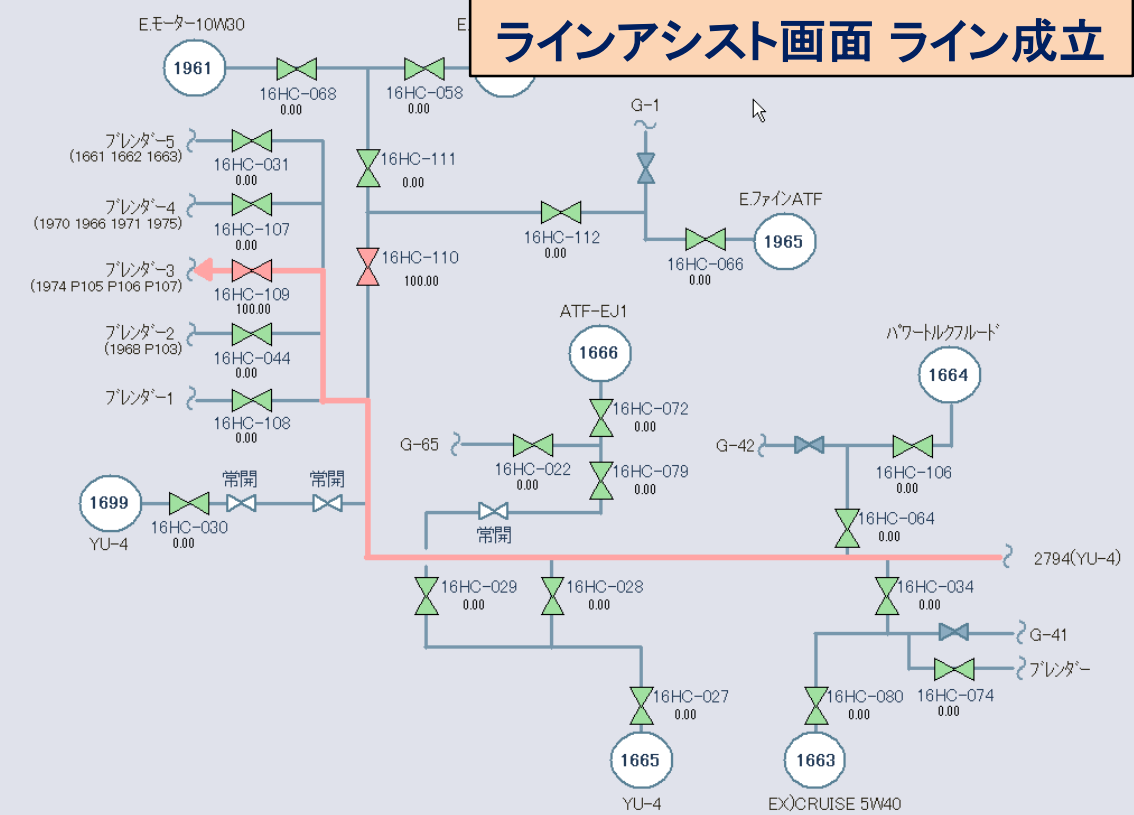 ラインアシスト画面 ライン成立
E.モーター10W30
E.
1961
16HC-068
0.00
16HC-058
0.00
G-1
ブレンダー5
(1661 1662 1663)
16HC-031
0.00
16HC-111
0.00
ブレンダー4
(1970 1966 1971 1975)
16HC-107
0.00
16HC-112
0.00
E.ファインATF
1965
16HC-066
0.00
ブレンダー3
(1974 P105 P106 P107)
16HC-109
100.00
16HC-110
100.00
ブレンダー2
(1968 P103)
16HC-044
0.00
ATF-EJ1
1666
パワートルクフルード
1664
ブレンダー1
16HC-108
0.00
16HC-072
0.00
G-65
16HC-022
0.00
16HC-079
0.00
G-42
16HC-106
0.00
1699
YU-4
16HC-030
0.00
常開
常開
常開
16HC-064
0.00
2794(YU-4)
16HC-029
0.00
16HC-028
0.00
16HC-034
0.00
G-41
ブレンダー
16HC-074
0.00
16HC-027
0.00
16HC-080
0.00
1665
YU-4
1663
EX)CRUISE 5W40